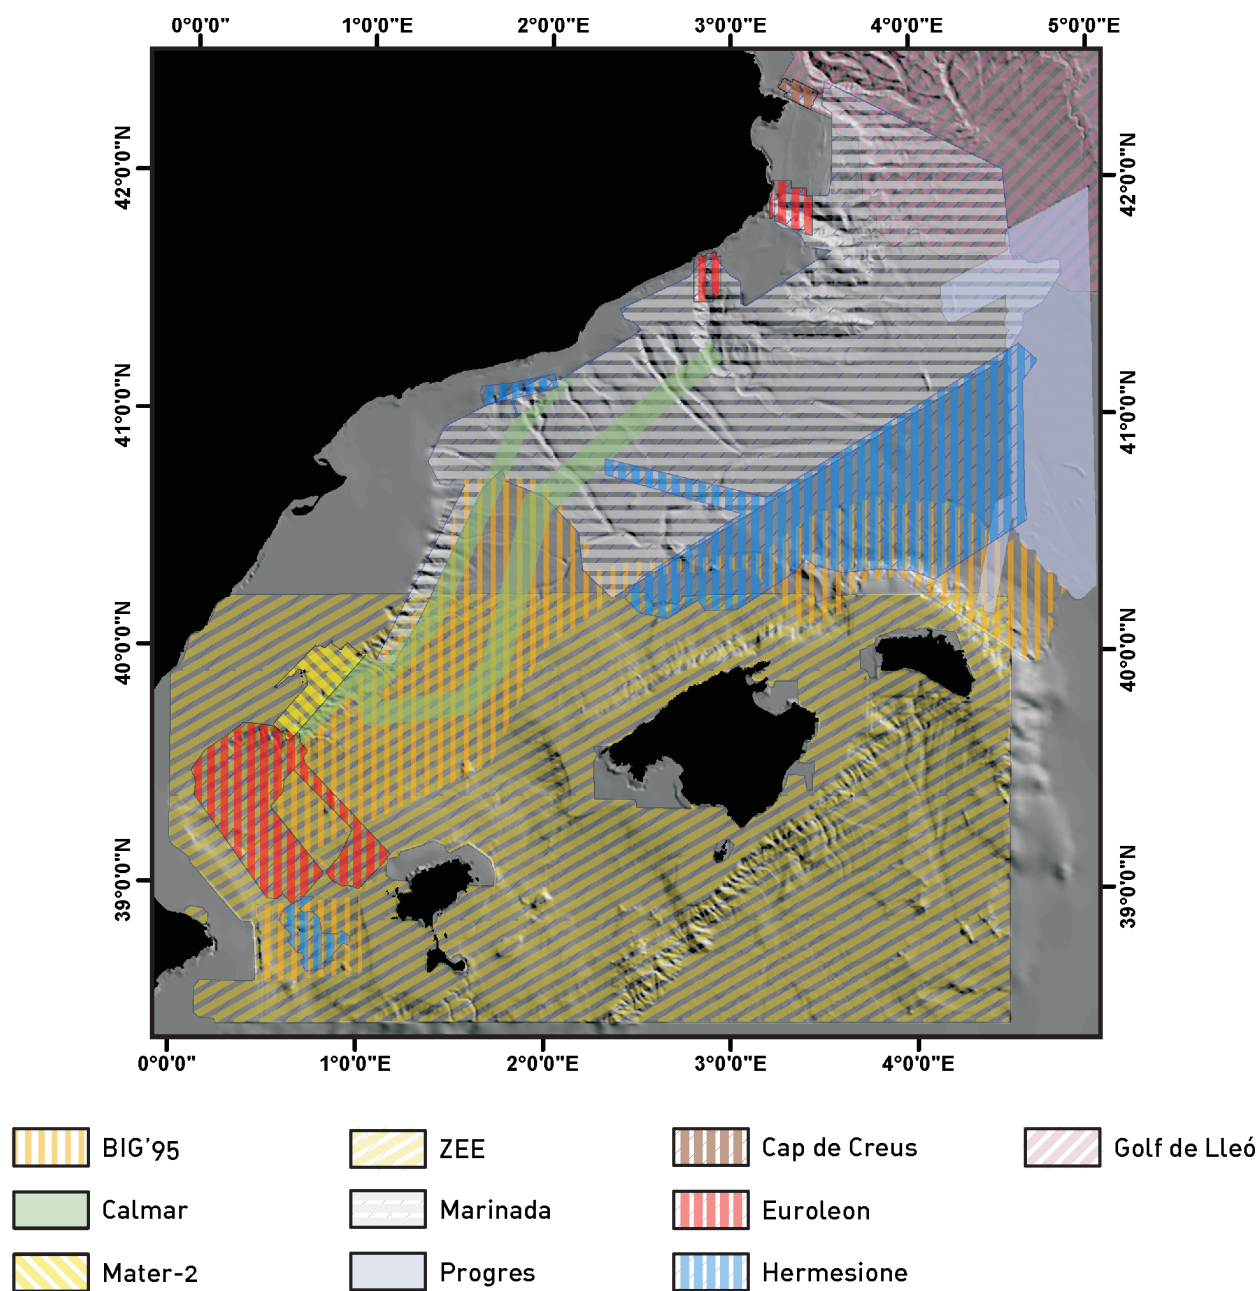 0°0'0" 1°0'0"E 2°0'0"E 3°0'0"E 4°0'0"E 5°0'0"E
42°0'0"N 42°0'0"N
41°0'0"N 41°0'0"N
40°0'0"N 40°0'0"N
39°0'0"N 39°0'0"N
0°0'0" 1°0'0"E 2°0'0"E 3°0'0"E 4°0'0"E
BIG'95 ZEE Cap de Creus Golf de Lleó
Calmar Marinada Euroleon
Mater-2 Progres Hermesione